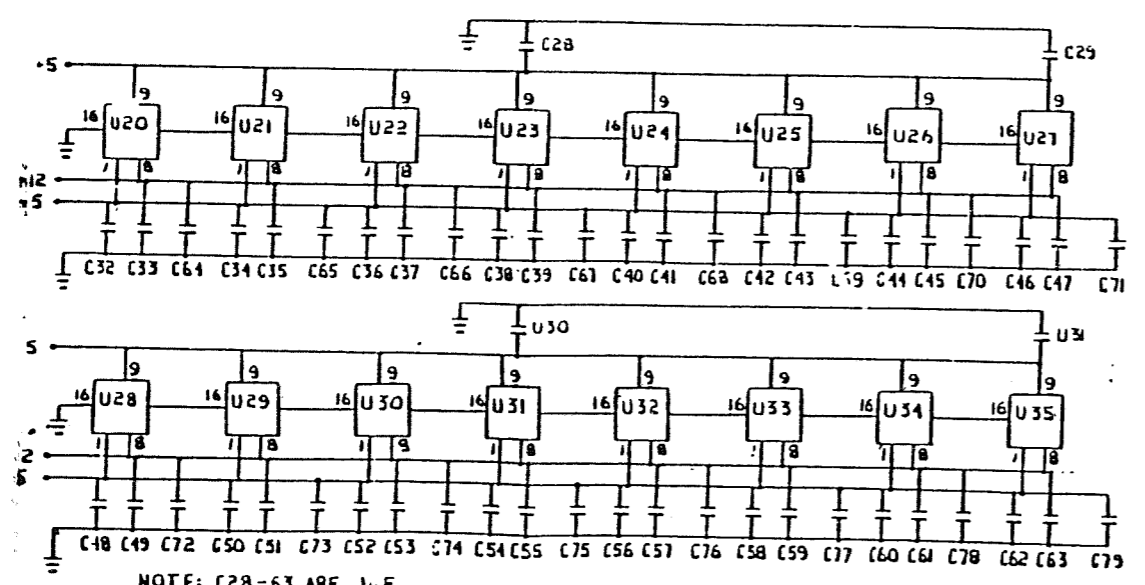 C28
C29
+5
9 9 9 9 9 9 9 9
16 U20 16 U21 16 U22 16 U23 16 U24 16 U25 16 U26 16 U27
1 8 1 8 1 8 1 8 1 8 1 8 1 8 1 8
12
5
C32 C33 C64 C34 C35 C65 C36 C37 C66 C38 C39 C67 C40 C41 C68 C42 C43 C69 C44 C45 C70 C46 C47 C71
U30
U31
5
9 9 9 9 9 9 9 9
16 U28 16 U29 16 U30 16 U31 16 U32 16 U33 16 U34 16 U35
1 8 1 8 1 9 1 8 1 8 1 8 1 8 1 8
2
C48 C49 C72 C50 C51 C73 C52 C53 C74 C54 C55 C75 C56 C57 C76 C58 C59 C77 C60 C61 C78 C62 C63 C79
NOTE: C28-63 ARE